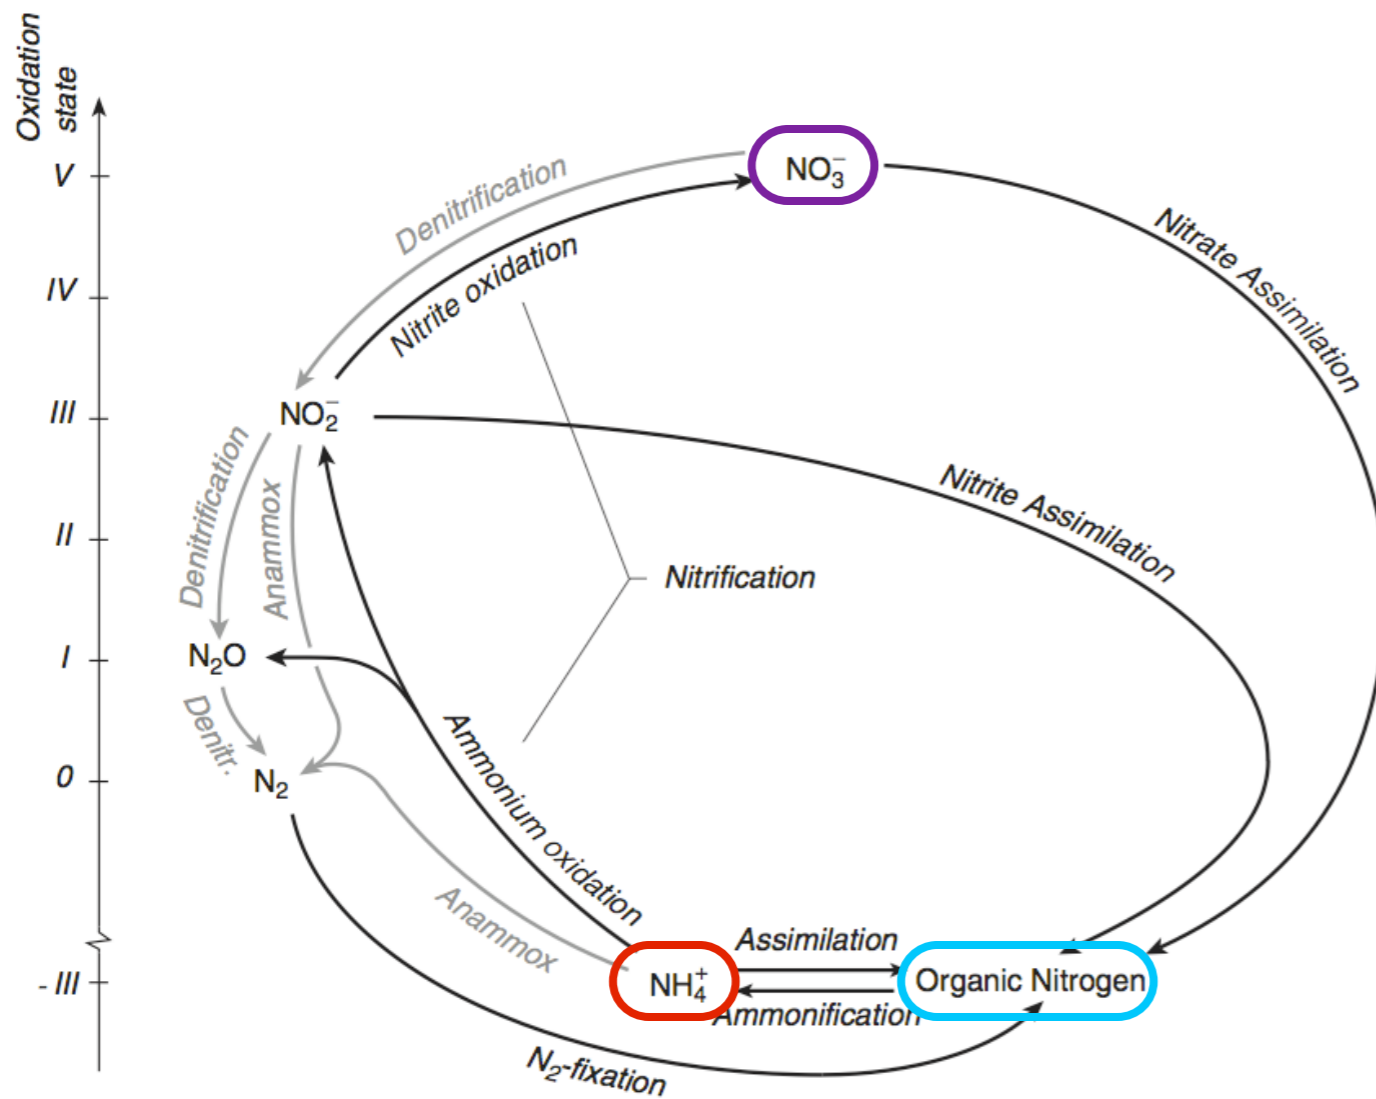 Oxidation
state
V
IV
III
II
I
0
- III
NO₃⁻
Denitrification
Nitrite oxidation
Nitrate Assimilation
NO₂⁻
Nitrite Assimilation
Denitrification
Anammox
Nitrification
N₂O
Denitr.
N₂
Ammonium oxidation
Anammox
Assimilation
NH₄⁺
Organic Nitrogen
Ammonification
N₂-fixation